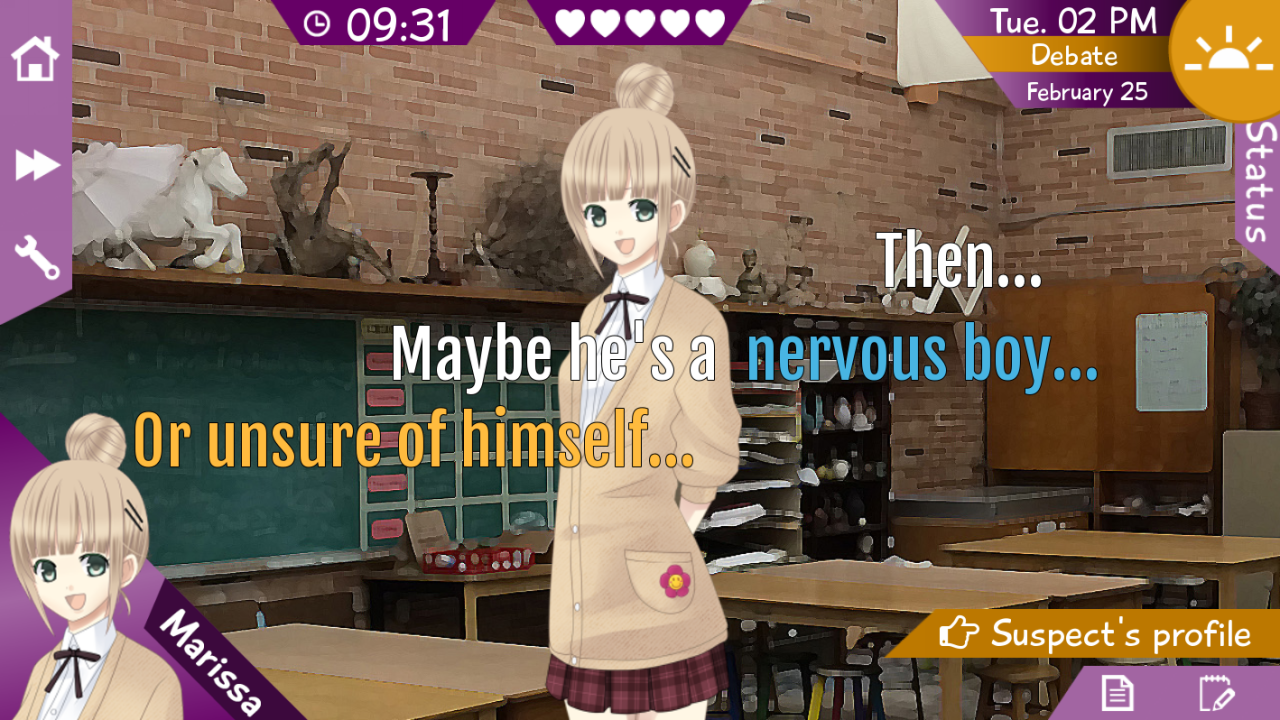 09:31
Tue. 02 PM
Debate
February 25
Status
Then...
Maybe he's a nervous boy...
Or unsure of himself...
Marissa
Suspect's profile